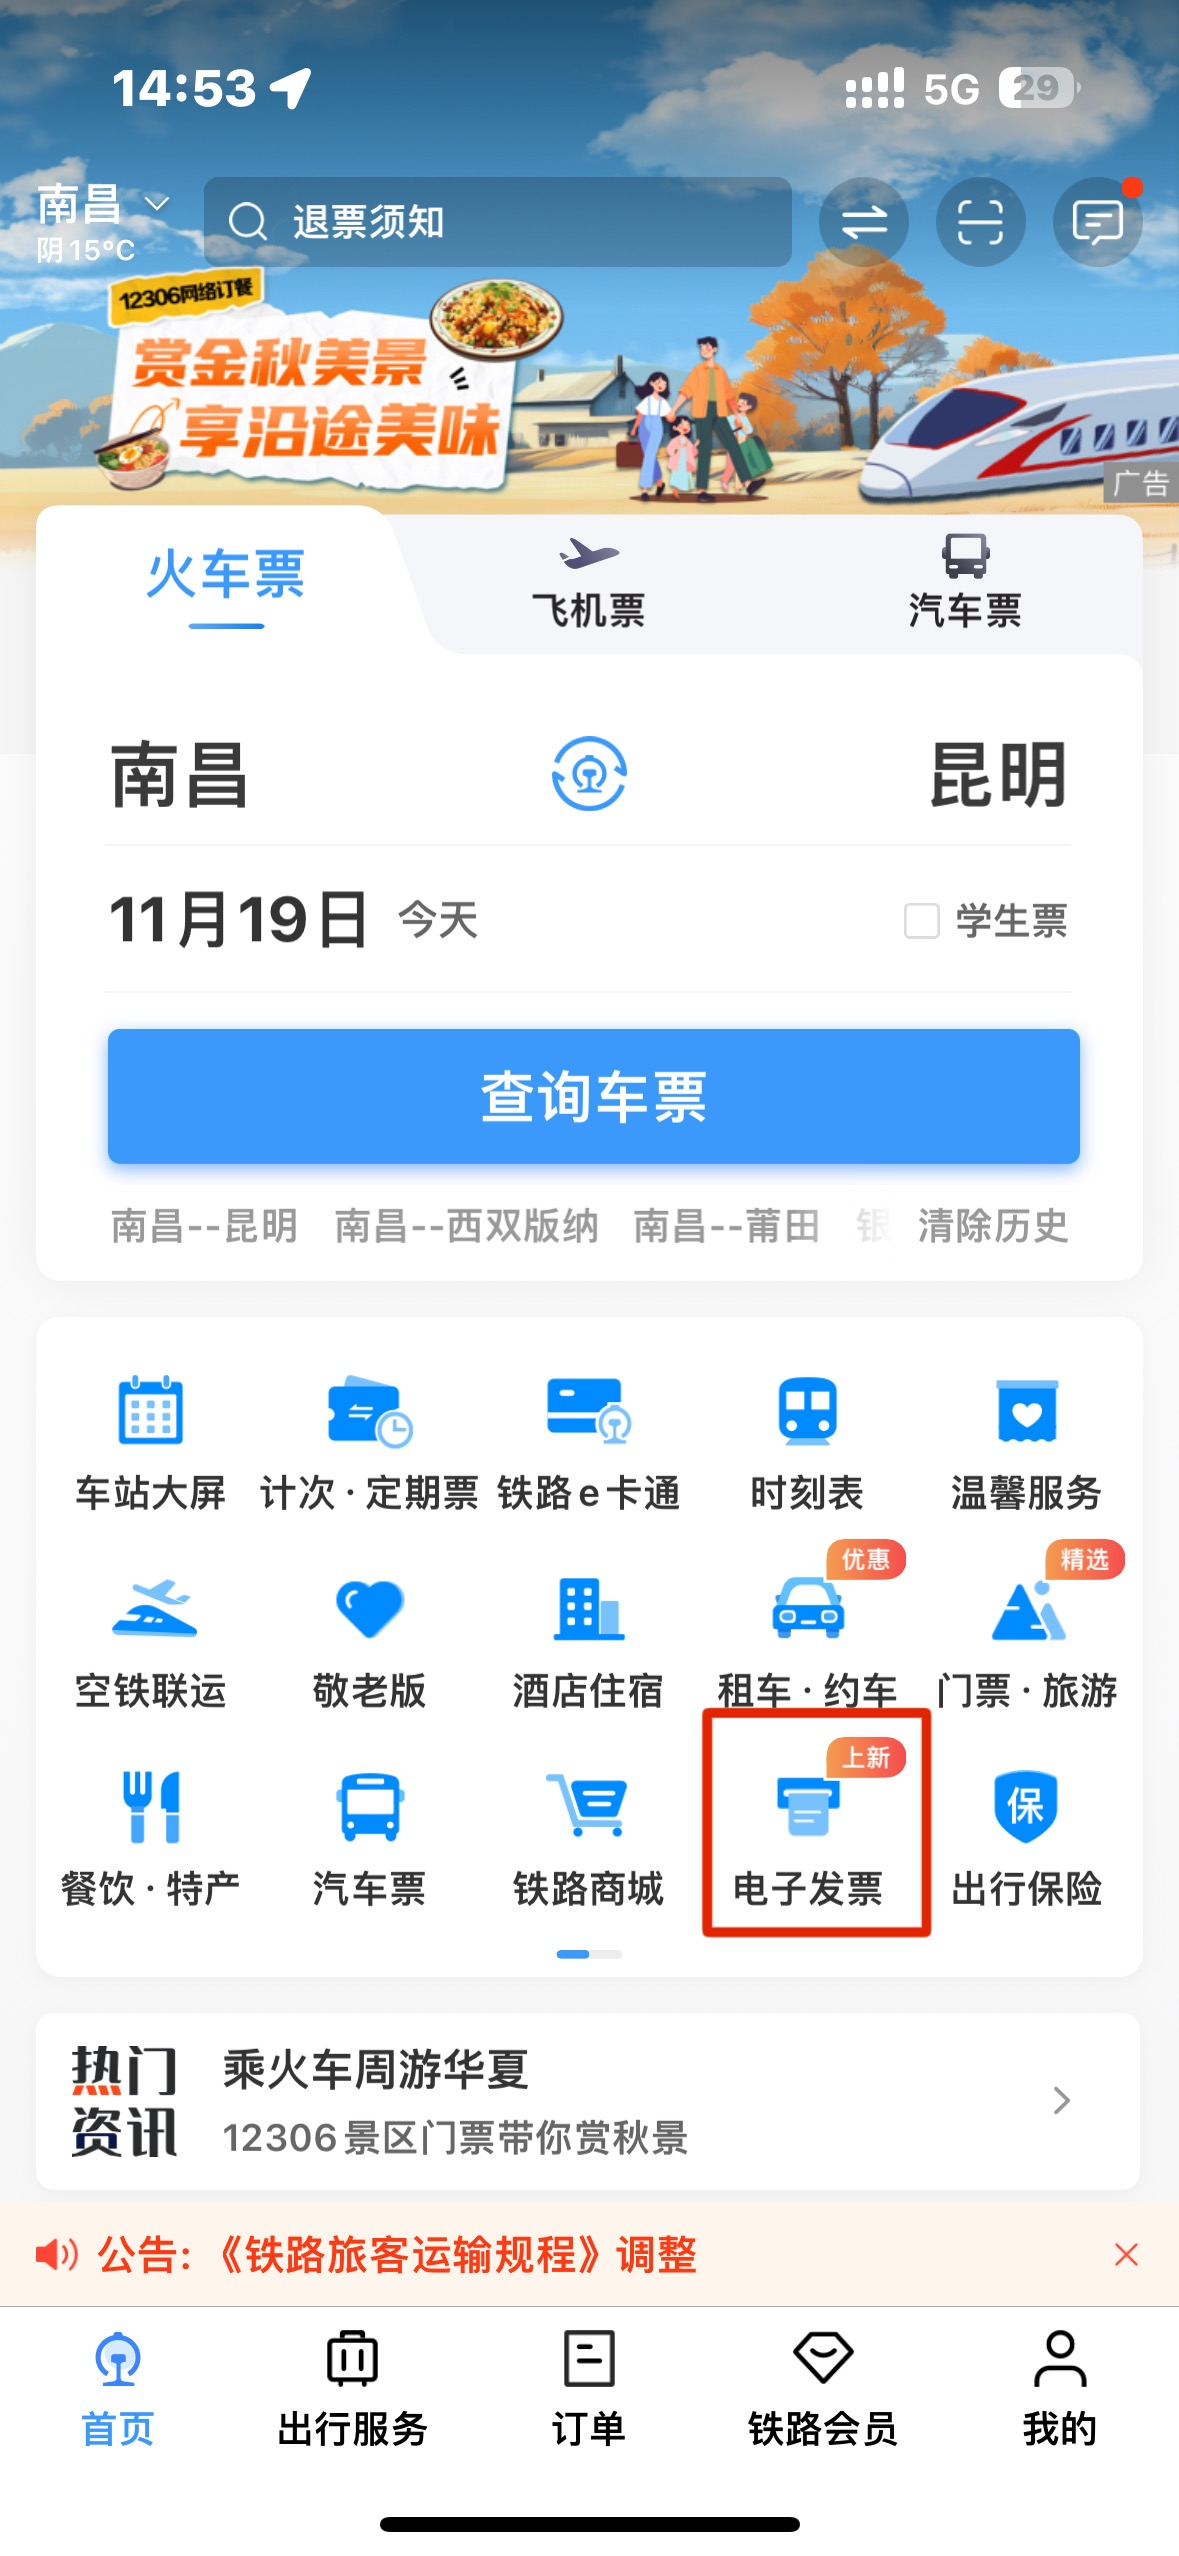 14:53
5G 29
南昌
阴 15°C
退票须知
12306网络订餐
赏金秋美景
享沿途美味
广告
火车票
飞机票
汽车票
南昌
昆明
11月19日 今天
学生票
查询车票
南昌--昆明 南昌--西双版纳 南昌--莆田 银 清除历史
车站大屏 计次·定期票 铁路e卡通 时刻表 温馨服务
优惠 精选
空铁联运 敬老版 酒店住宿 租车·约车 门票·旅游
上新
保
餐饮·特产 汽车票 铁路商城 电子发票 出行保险
热门
资讯
乘火车周游华夏
12306景区门票带你赏秋景
公告:《铁路旅客运输规程》调整
首页 出行服务 订单 铁路会员 我的